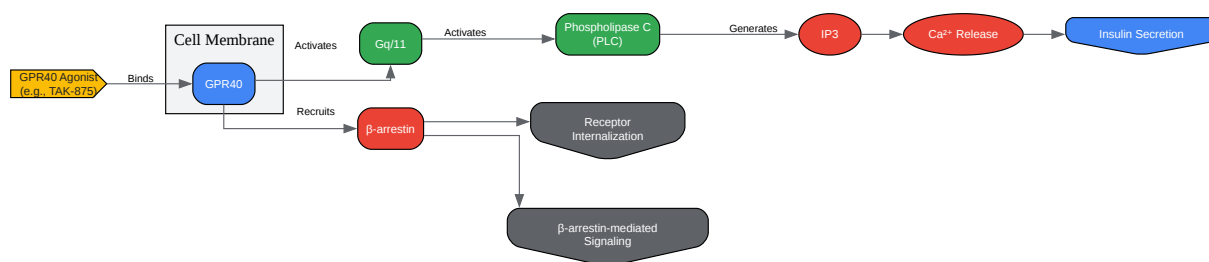 Cell Membrane
GPR40 Agonist
(e.g., TAK-875)
Binds
GPR40
Activates
Gq/11
Activates
Phospholipase C
(PLC)
Generates
IP3
Ca²⁺ Release
Insulin Secretion
Recruits
β-arrestin
Receptor
Internalization
β-arrestin-mediated
Signaling